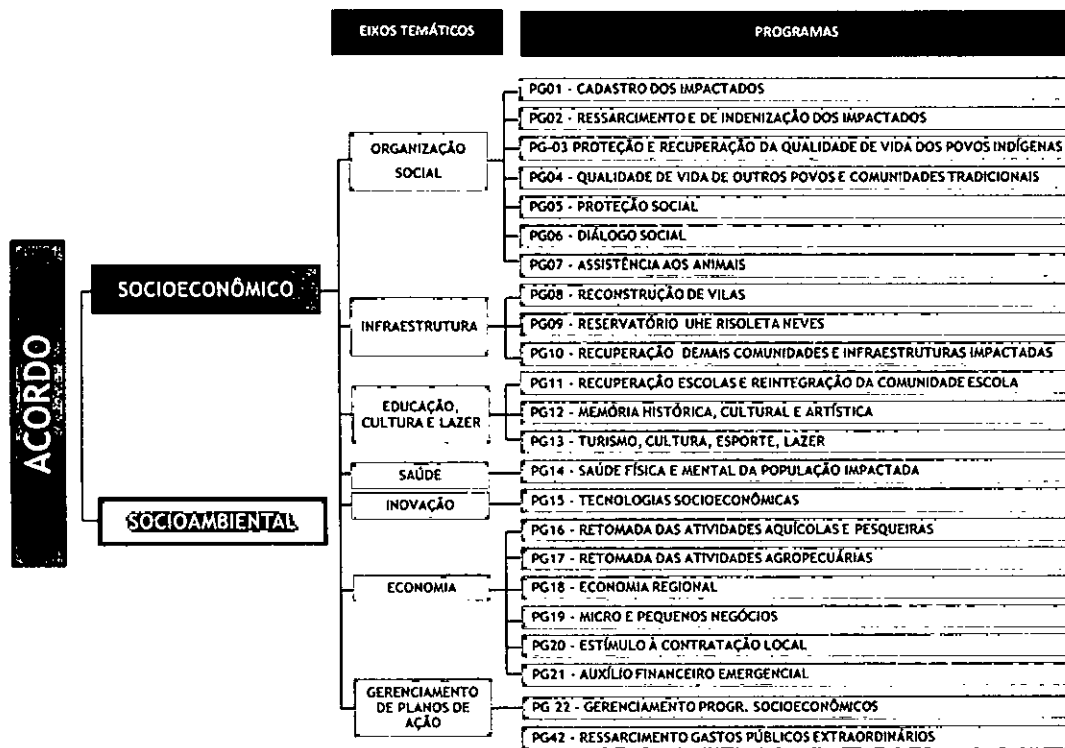 EIXOS TEMÁTICOS
PROGRAMAS
ACORDO
SOCIOECONÔMICO
SOCIOAMBIENTAL
ORGANIZAÇÃO
SOCIAL
PG01 - CADASTRO DOS IMPACTADOS
PG02 - RESSARCIMENTO E DE INDENIZAÇÃO DOS IMPACTADOS
PG-03 PROTEÇÃO E RECUPERAÇÃO DA QUALIDADE DE VIDA DOS POVOS INDÍGENAS
PG04 - QUALIDADE DE VIDA DE OUTROS POVOS E COMUNIDADES TRADICIONAIS
PG05 - PROTEÇÃO SOCIAL
PG06 - DIÁLOGO SOCIAL
PG07 - ASSISTÊNCIA AOS ANIMAIS
INFRAESTRUTURA
PG08 - RECONSTRUÇÃO DE VILAS
PG09 - RESERVATÓRIO UHE RISOLETA NEVES
PG10 - RECUPERAÇÃO DEMAIS COMUNIDADES E INFRAESTRUTURAS IMPACTADAS
EDUCAÇÃO,
CULTURA E LAZER
PG11 - RECUPERAÇÃO ESCOLAS E REINTEGRAÇÃO DA COMUNIDADE ESCOLA
PG12 - MEMÓRIA HISTÓRICA, CULTURAL E ARTÍSTICA
PG13 - TURISMO, CULTURA, ESPORTE, LAZER
SAÚDE
PG14 - SAÚDE FÍSICA E MENTAL DA POPULAÇÃO IMPACTADA
INOVAÇÃO
PG15 - TECNOLOGIAS SOCIOECONÔMICAS
ECONOMIA
PG16 - RETOMADA DAS ATIVIDADES AQUÍCOLAS E PESQUEIRAS
PG17 - RETOMADA DAS ATIVIDADES AGROPECUÁRIAS
PG18 - ECONOMIA REGIONAL
PG19 - MICRO E PEQUENOS NEGÓCIOS
PG20 - ESTÍMULO À CONTRATAÇÃO LOCAL
PG21 - AUXÍLIO FINANCEIRO EMERGENCIAL
GERENCIAMENTO
DE PLANOS DE
AÇÃO
PG 22 - GERENCIAMENTO PROGR. SOCIOECONÔMICOS
PG42 - RESSARCIMENTO GASTOS PÚBLICOS EXTRAORDINÁRIOS